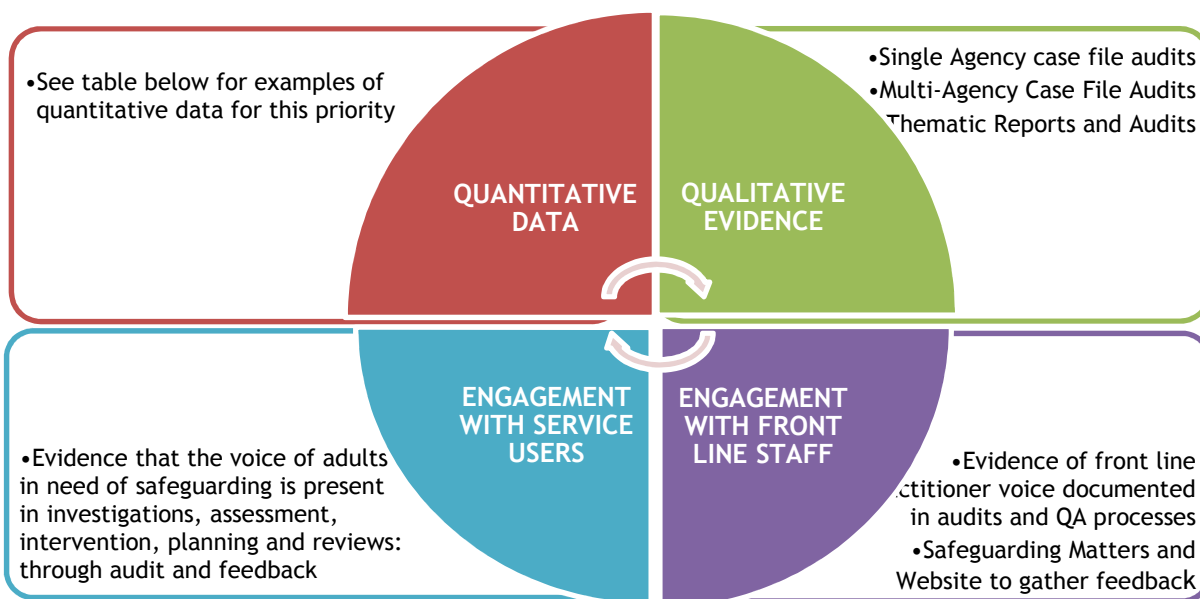 •See table below for examples of
quantitative data for this priority
QUANTITATIVE
DATA
•Single Agency case file audits
•Multi-Agency Case File Audits
Thematic Reports and Audits
QUALITATIVE
EVIDENCE
ENGAGEMENT
WITH SERVICE
USERS
•Evidence that the voice of adults
in need of safeguarding is present
in investigations, assessment,
intervention, planning and reviews:
through audit and feedback
ENGAGEMENT
WITH FRONT
LINE STAFF
•Evidence of front line
ctitioner voice documented
in audits and QA processes
•Safeguarding Matters and
Website to gather feedback